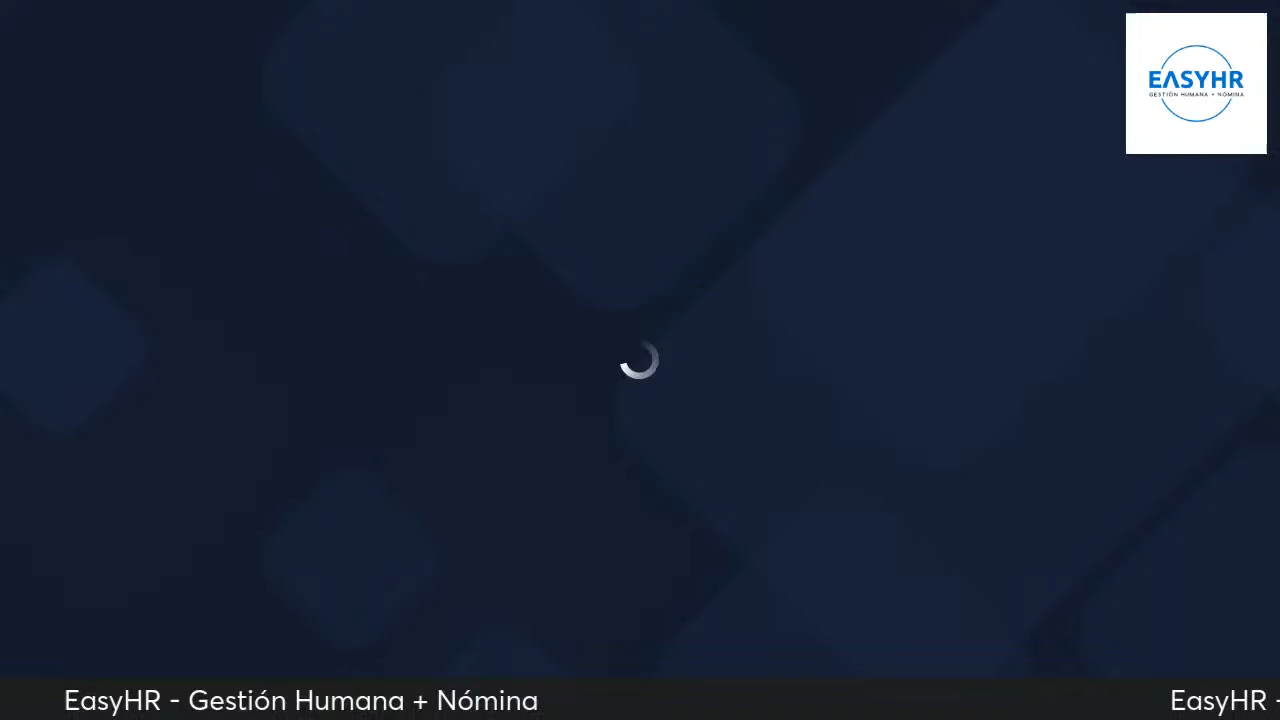 EASYHR
GESTIÓN HUMANA + NÓMINA
EasyHR - Gestión Humana + Nómina
EasyHR -